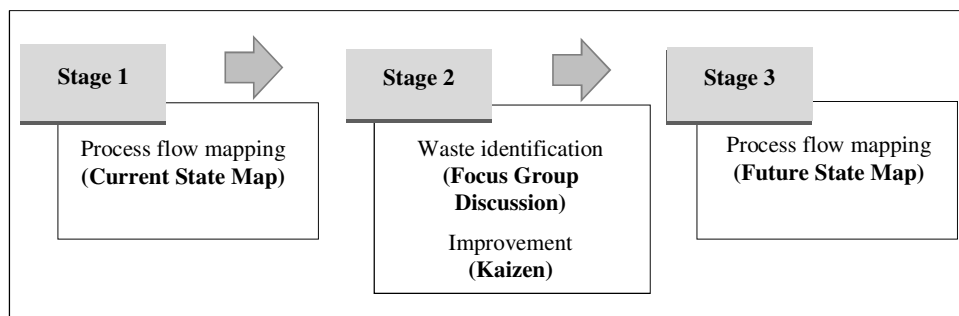 Stage 1
Process flow mapping
(Current State Map)
Stage 2
Waste identification
(Focus Group
Discussion)
Improvement
(Kaizen)
Stage 3
Process flow mapping
(Future State Map)